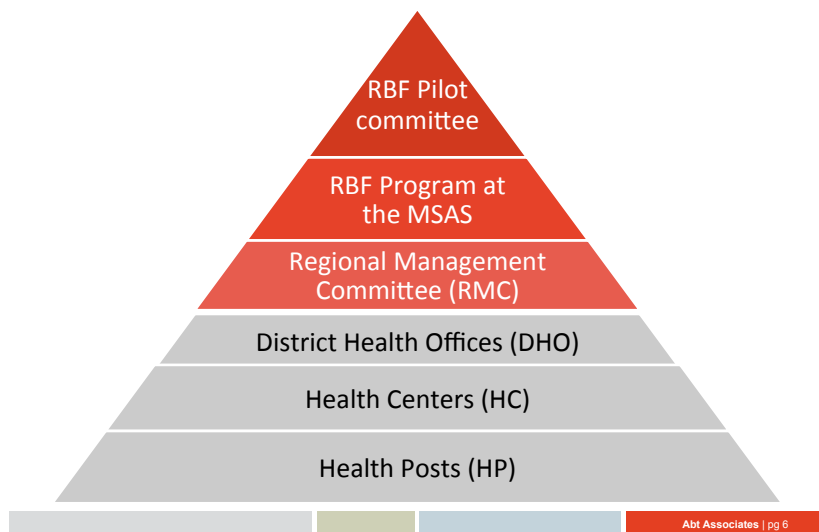 RBF Pilot
committee
RBF Program at
the MSAS
Regional Management
Committee (RMC)
District Health Offices (DHO)
Health Centers (HC)
Health Posts (HP)
Abt Associates | pg 6